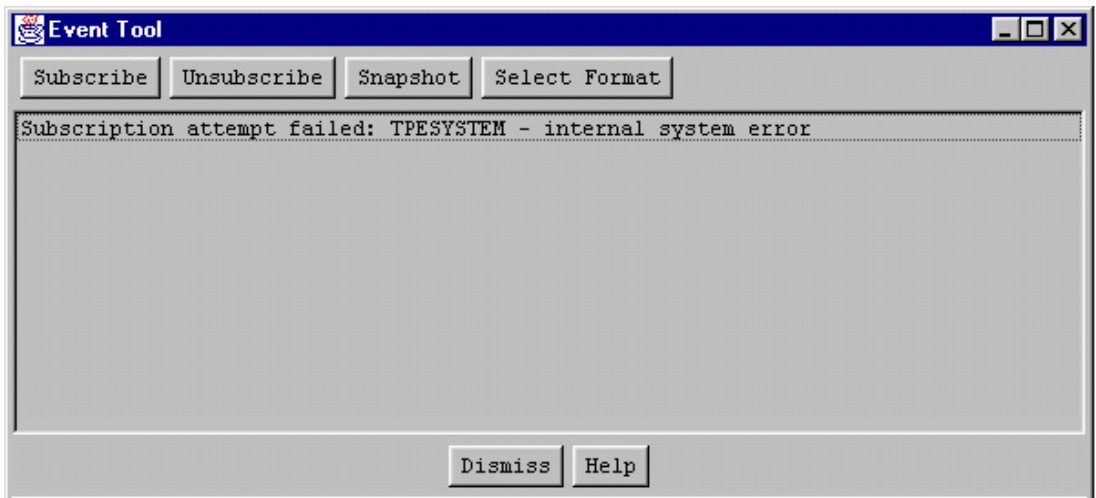 Event Tool
Subscribe Unsubscribe Snapshot Select Format
Subscription attempt failed: TPESYSTEM - internal system error
Dismiss Help